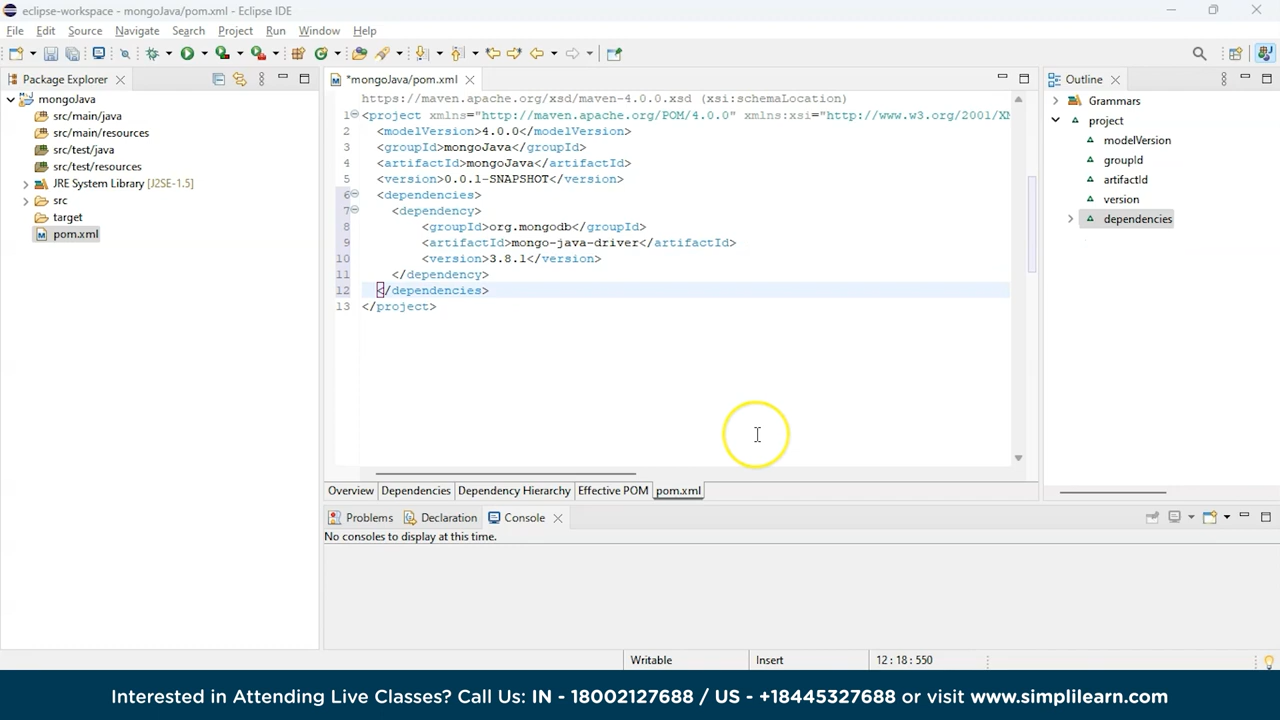 eclipse-workspace - mongoJava/pom.xml - Eclipse IDE
File Edit Source Navigate Search Project Run Window Help
Package Explorer
mongoJava
src/main/java
src/main/resources
src/test/java
src/test/resources
JRE System Library [J2SE-1.5]
src
target
pom.xml
*mongoJava/pom.xml
https://maven.apache.org/xsd/maven-4.0.0.xsd (xsi:schemaLocation)
1 <project xmlns="http://maven.apache.org/POM/4.0.0" xmlns:xsi="http://www.w3.org/2001/XM
2 <modelVersion>4.0.0</modelVersion>
3 <groupId>mongoJava</groupId>
4 <artifactId>mongoJava</artifactId>
5 <version>0.0.1-SNAPSHOT</version>
6 <dependencies>
7 <dependency>
8 <groupId>org.mongodb</groupId>
9 <artifactId>mongo-java-driver</artifactId>
10 <version>3.8.1</version>
11 </dependency>
12 </dependencies>
13 </project>
Overview Dependencies Dependency Hierarchy Effective POM pom.xml
Outline
Grammars
project
modelVersion
groupId
artifactId
version
dependencies
Problems Declaration Console
No consoles to display at this time.
Writable Insert 12 : 18 : 550
Interested in Attending Live Classes? Call Us: IN - 18002127688 / US - +18445327688 or visit www.simplilearn.com